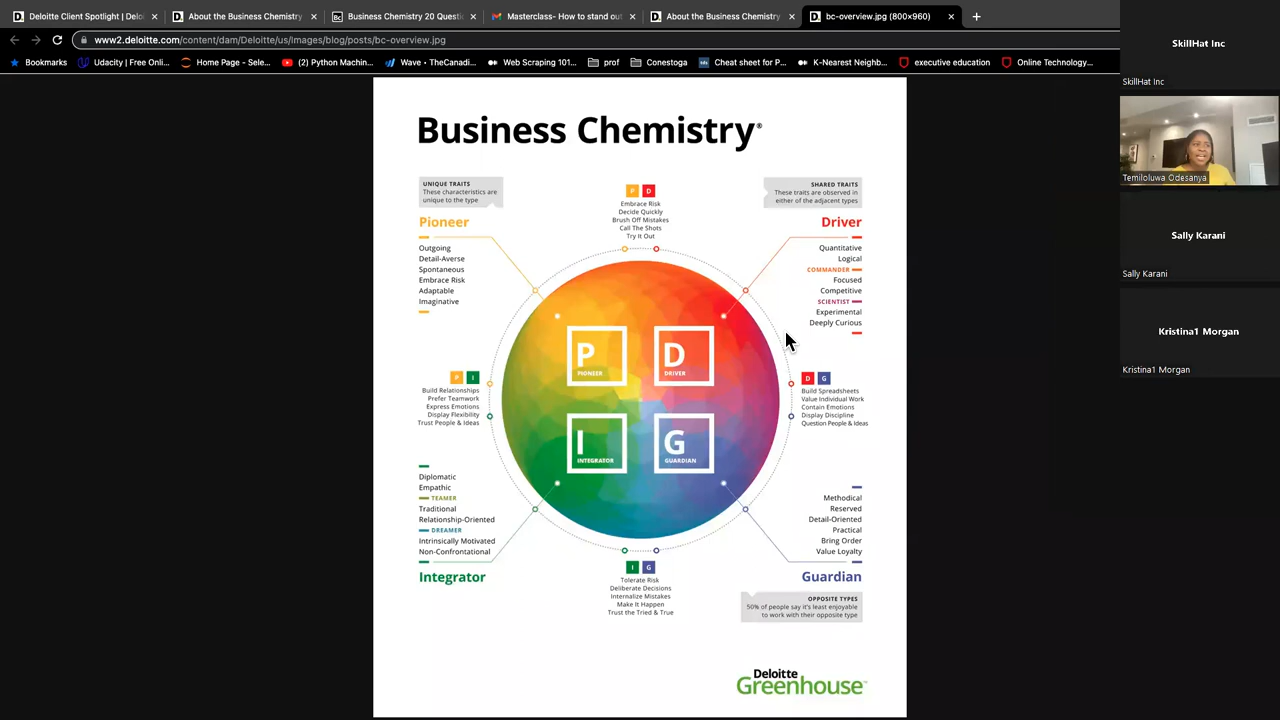 Deloitte Client Spotlight | Delo
About the Business Chemistry
Business Chemistry 20 Questi
Masterclass- How to stand out
About the Business Chemistry
bc-overview.jpg (800×960)
www2.deloitte.com/content/dam/Deloitte/us/images/blog/posts/bc-overview.jpg
Bookmarks
Udacity | Free Onli...
Home Page - Sele...
(2) Python Machin...
Wave • TheCanadi...
Web Scraping 101...
prof
Conestoga
Cheat sheet for P...
K-Nearest Neighb...
executive education
Online Technology...
Business Chemistry®
UNIQUE TRAITS
These characteristics are
unique to the type
Pioneer
Outgoing
Detail-Averse
Spontaneous
Embrace Risk
Adaptable
Imaginative
P D
Embrace Risk
Decide Quickly
Brush Off Mistakes
Call The Shots
Try It Out
SHARED TRAITS
These traits are observed in
either of the adjacent types
Driver
Quantitative
Logical
COMMANDER
Focused
Competitive
SCIENTIST
Experimental
Deeply Curious
P
PIONEER
D
DRIVER
I
INTEGRATOR
G
GUARDIAN
P I
Build Relationships
Prefer Teamwork
Express Emotions
Display Flexibility
Trust People & Ideas
D G
Build Spreadsheets
Value Individual Work
Contain Emotions
Display Discipline
Question People & Ideas
Diplomatic
Empathic
TEAMER
Traditional
Relationship-Oriented
DREAMER
Intrinsically Motivated
Non-Confrontational
Integrator
I G
Tolerate Risk
Deliberate Decisions
Internalize Mistakes
Make It Happen
Trust the Tried & True
Methodical
Reserved
Detail-Oriented
Practical
Bring Order
Value Loyalty
Guardian
OPPOSITE TYPES
50% of people say it's least enjoyable
to work with their opposite type
Deloitte
Greenhouse™
SkillHat Inc
SkillHat Inc
Temiloluwa Odesanya
Sally Karani
Sally Karani
Kristina1 Morgan
Kristina1 Morgan